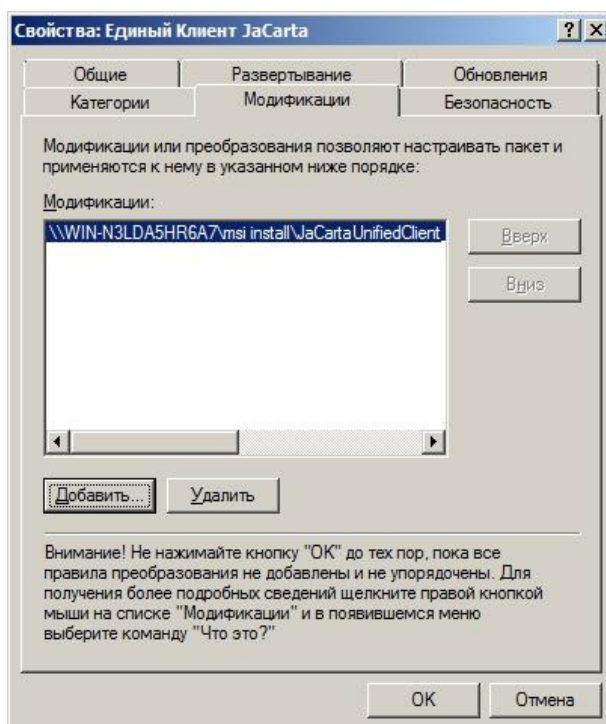 Свойства: Единый Клиент JaCarta
Общие
Развертывание
Обновления
Категории
Модификации
Безопасность
Модификации или преобразования позволяют настраивать пакет и
применяются к нему в указанном ниже порядке:
Модификации:
\\WIN-N3LDA5HR6A7\msi install\JaCartaUnifiedClient_
Вверх
Вниз
Добавить...
Удалить
Внимание! Не нажимайте кнопку "OK" до тех пор, пока все
правила преобразования не добавлены и не упорядочены. Для
получения более подробных сведений щелкните правой кнопкой
мыши на списке "Модификации" и в появившемся меню
выберите команду "Что это?"
OK
Отмена